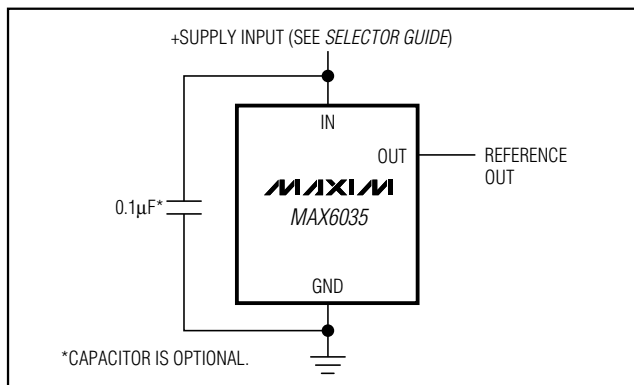 +SUPPLY INPUT (SEE SELECTOR GUIDE)
IN
OUT
REFERENCE
OUT
MAXIM
MAX6035
0.1µF*
GND
*CAPACITOR IS OPTIONAL.